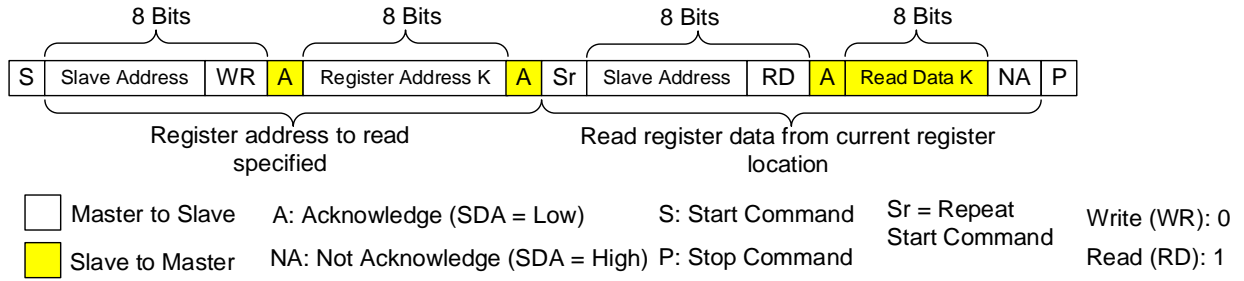 8 Bits 8 Bits 8 Bits 8 Bits
S Slave Address WR A Register Address K A Sr Slave Address RD A Read Data K NA P
Register address to read specified
Read register data from current register location
Master to Slave
Slave to Master
A: Acknowledge (SDA = Low)
NA: Not Acknowledge (SDA = High)
S: Start Command
P: Stop Command
Sr = Repeat
Start Command
Write (WR): 0
Read (RD): 1